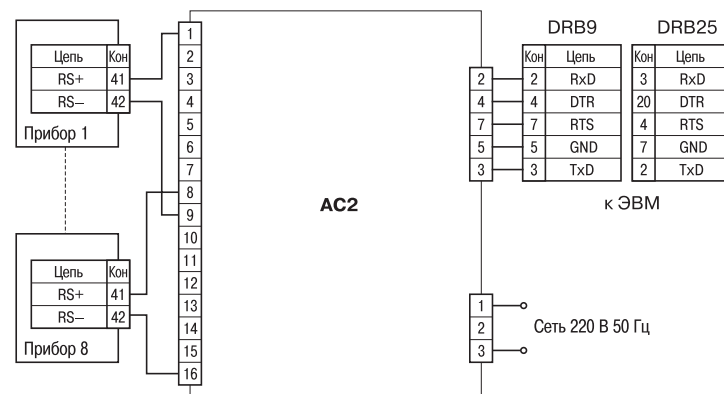 DRB9 DRB25
Цепь Кон
RS+ 41
RS– 42
Прибор 1
1
2
3
4
5
6
7
8
9
10
11
12
13
14
15
16
AC2
2
4
7
5
3
Кон Цепь
2 RxD
4 DTR
7 RTS
5 GND
3 TxD
Кон Цепь
3 RxD
20 DTR
4 RTS
7 GND
2 TxD
к ЭВМ
Цепь Кон
RS+ 41
RS– 42
Прибор 8
1
2
3
Сеть 220 В 50 Гц